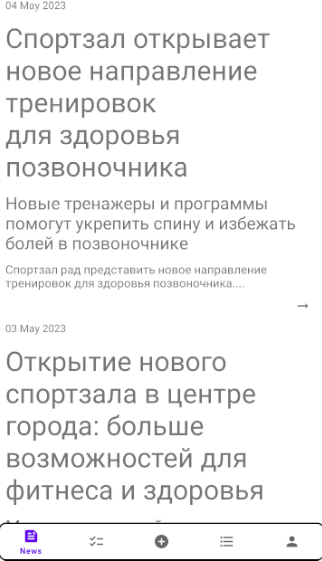 04 May 2023
Спортзал открывает
новое направление
тренировок
для здоровья
позвоночника
Новые тренажеры и программы
помогут укрепить спину и избежать
болей в позвоночнике
Спортзал рад представить новое направление
тренировок для здоровья позвоночника....
→
03 May 2023
Открытие нового
спортзала в центре
города: больше
возможностей для
фитнеса и здоровья
News